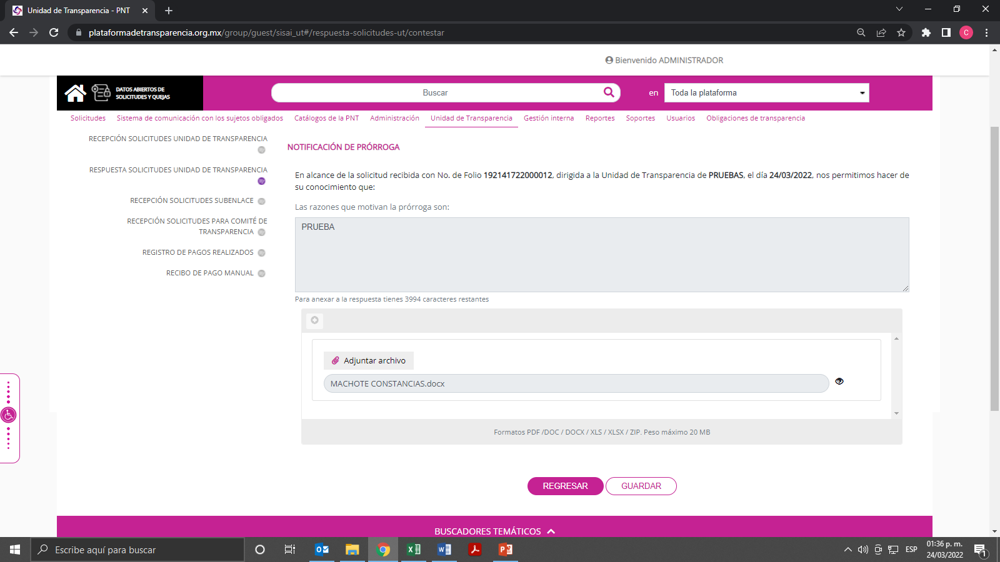 Unidad de Transparencia - PNT
plataformadetransparencia.org.mx/group/guest/sisai_ut#/respuesta-solicitudes-ut/contestar
C
Bienvenido ADMINISTRADOR
DATOS ABIERTOS DE
SOLICITUDES Y QUEJAS
Buscar
en
Toda la plataforma
Solicitudes Sistema de comunicación con los sujetos obligados Catálogos de la PNT Administración Unidad de Transparencia Gestión interna Reportes Soportes Usuarios Obligaciones de transparencia
RECEPCIÓN SOLICITUDES UNIDAD DE TRANSPARENCIA
RESPUESTA SOLICITUDES UNIDAD DE TRANSPARENCIA
RECEPCIÓN SOLICITUDES SUBENLACE
RECEPCIÓN SOLICITUDES PARA COMITÉ DE
TRANSPARENCIA
REGISTRO DE PAGOS REALIZADOS
RECIBO DE PAGO MANUAL
NOTIFICACIÓN DE PRÓRROGA
En alcance de la solicitud recibida con No. de Folio 192141722000012, dirigida a la Unidad de Transparencia de PRUEBAS, el día 24/03/2022, nos permitimos hacer de
su conocimiento que:
Las razones que motivan la prórroga son:
PRUEBA
Para anexar a la respuesta tienes 3994 caracteres restantes
Adjuntar archivo
MACHOTE CONSTANCIAS.docx
Formatos PDF /DOC / DOCX / XLS / XLSX / ZIP. Peso máximo 20 MB
REGRESAR
GUARDAR
BUSCADORES TEMÁTICOS
Escribe aquí para buscar
ESP
01:36 p. m.
24/03/2022
1